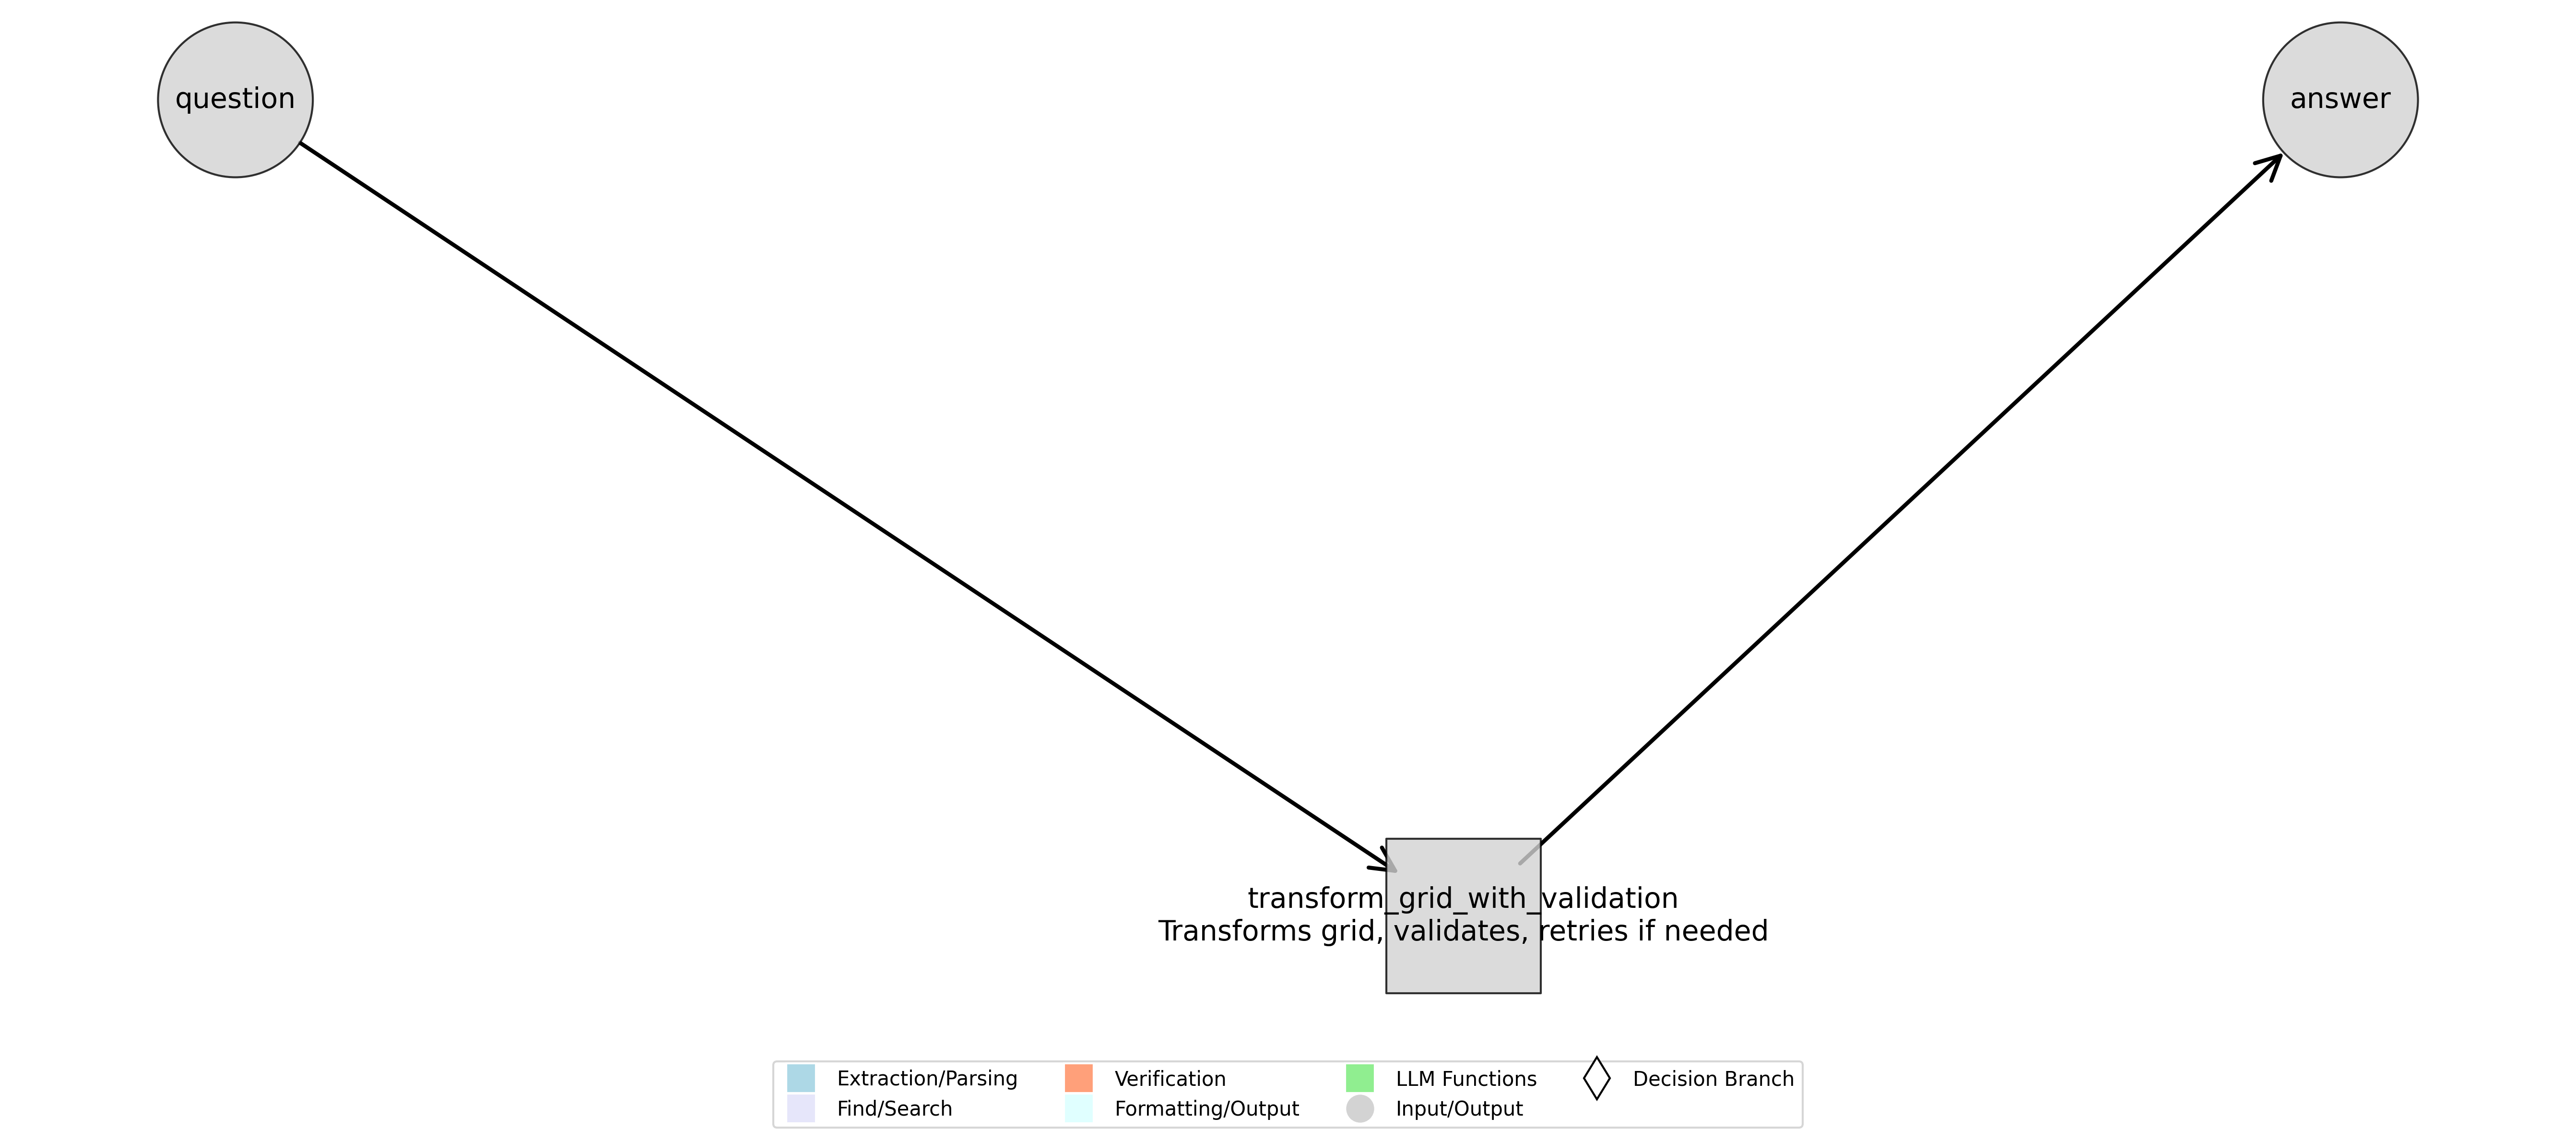 question
answer
transform_grid_with_validation
Transforms grid, validates, retries if needed
Extraction/Parsing
Find/Search
Verification
Formatting/Output
LLM Functions
Input/Output
Decision Branch